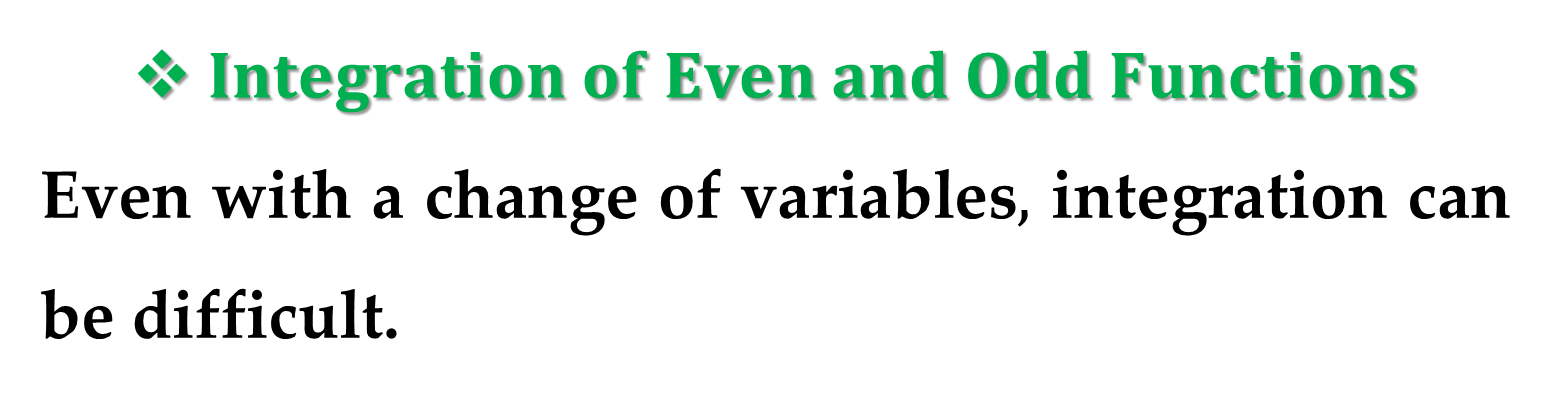 ❖ Integration of Even and Odd Functions
Even with a change of variables, integration can
be difficult.